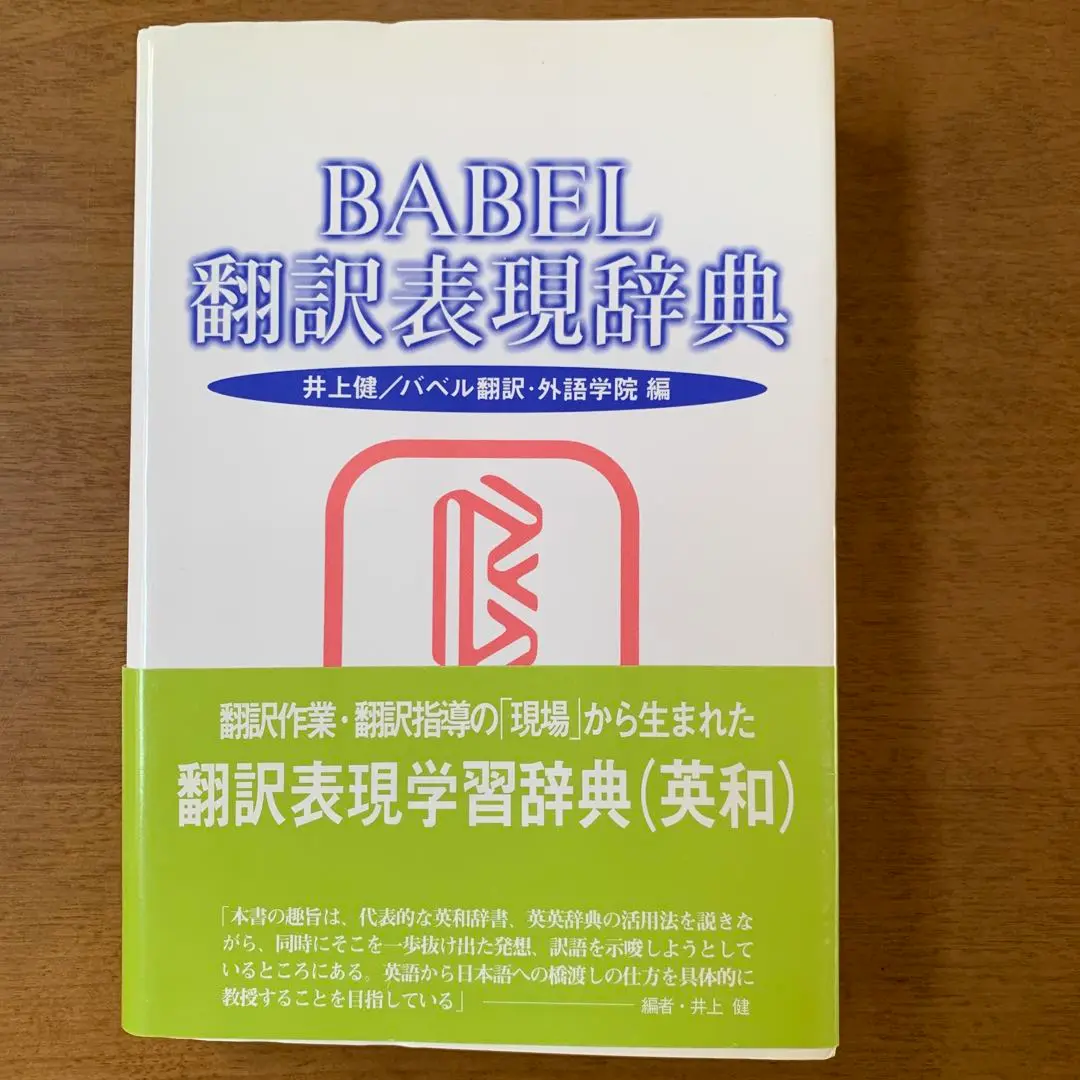 BABEL
翻訳表現辞典
井上健／バベル翻訳・外語学院 編
翻訳作業・翻訳指導の「現場」から生まれた
翻訳表現学習辞典(英和)
「本書の趣旨は、代表的な英和辞書、英英辞典の活用法を説きな
がら、同時にそこを一歩抜け出た発想、訳語を示唆しようとして
いるところにある。英語から日本語への橋渡しの仕方を具体的に
教授することを目指している」
編者・井上 健